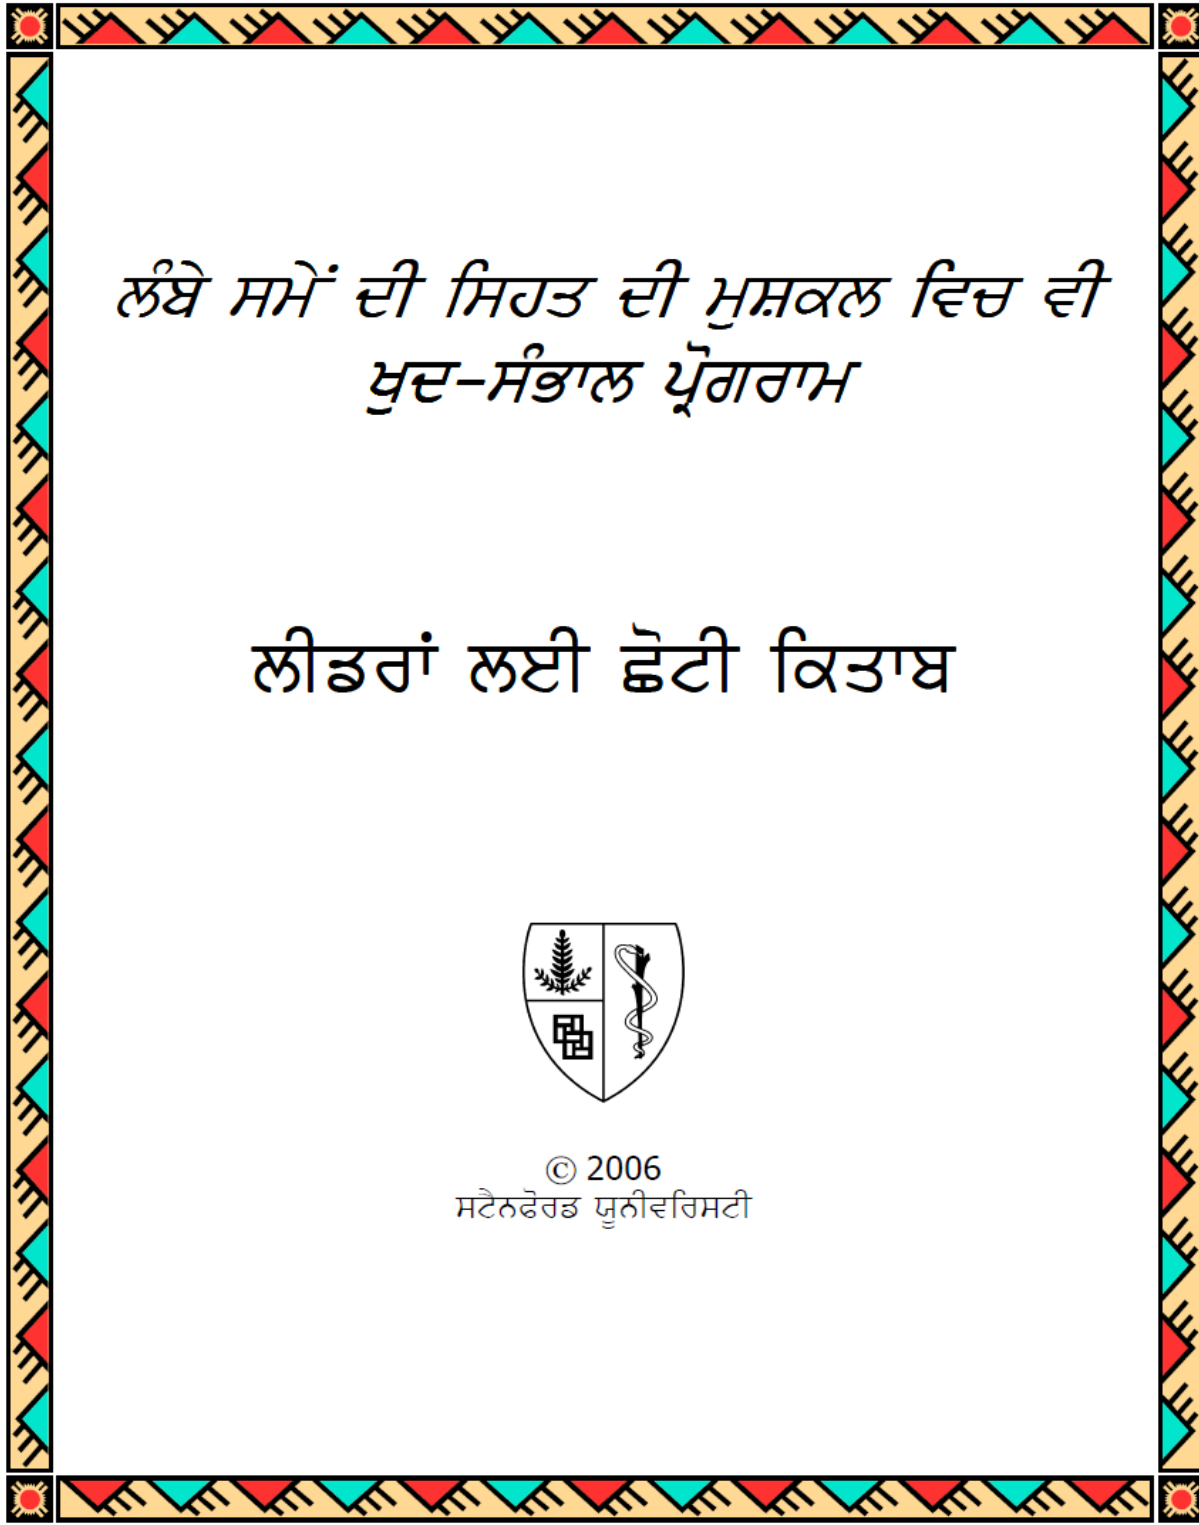 ਲੰਬੇ ਸਮੇਂ ਦੀ ਸਿਹਤ ਦੀ ਮੁਸ਼ਕਲ ਵਿਚ ਵੀ
ਖੁਦ-ਸੰਭਾਲ ਪ੍ਰੋਗਰਾਮ
ਲੀਡਰਾਂ ਲਈ ਛੋਟੀ ਕਿਤਾਬ
© 2006
ਸਟੈਨਫੋਰਡ ਯੂਨੀਵਰਿਸਟੀ